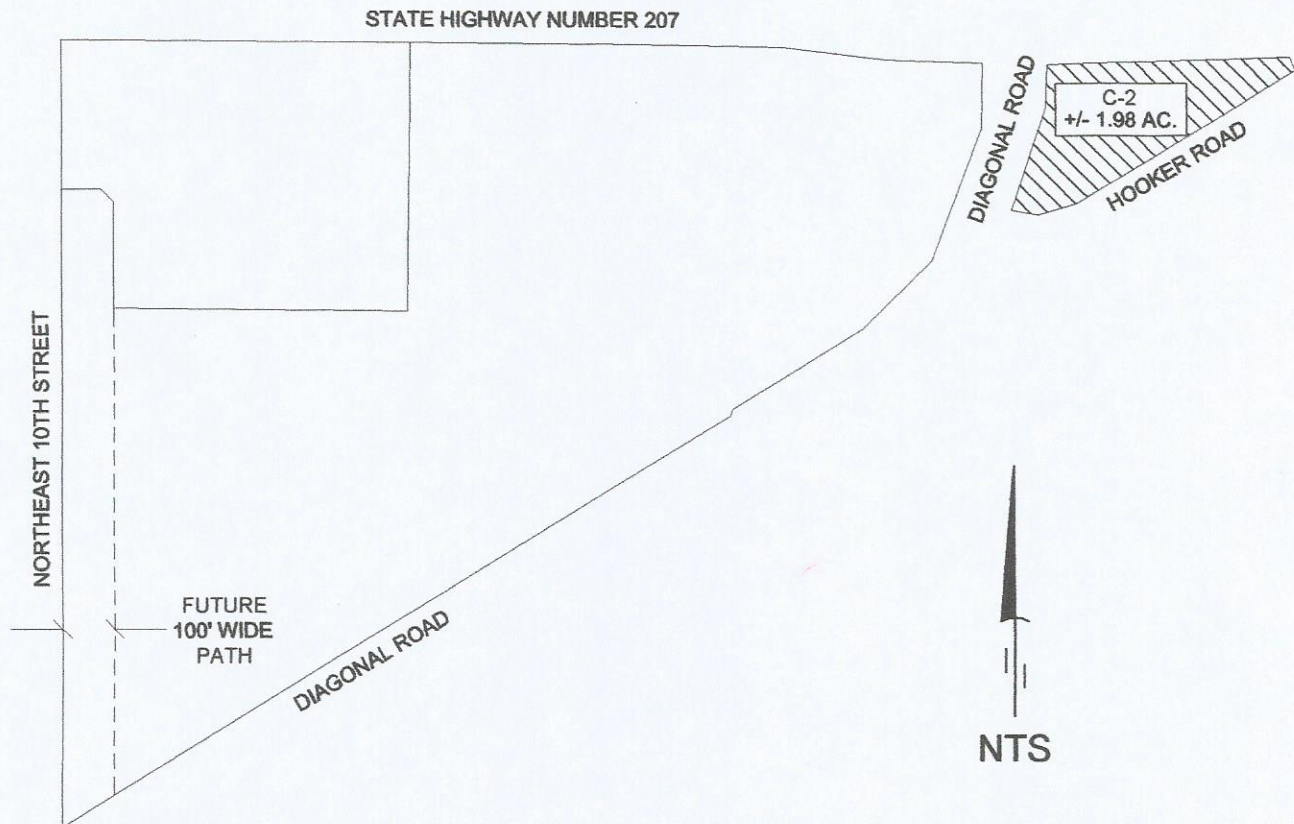 STATE HIGHWAY NUMBER 207
DIAGONAL ROAD
C-2
+/- 1.98 AC.
HOOKER ROAD
NORTHEAST 10TH STREET
FUTURE
100' WIDE
PATH
DIAGONAL ROAD
NTS